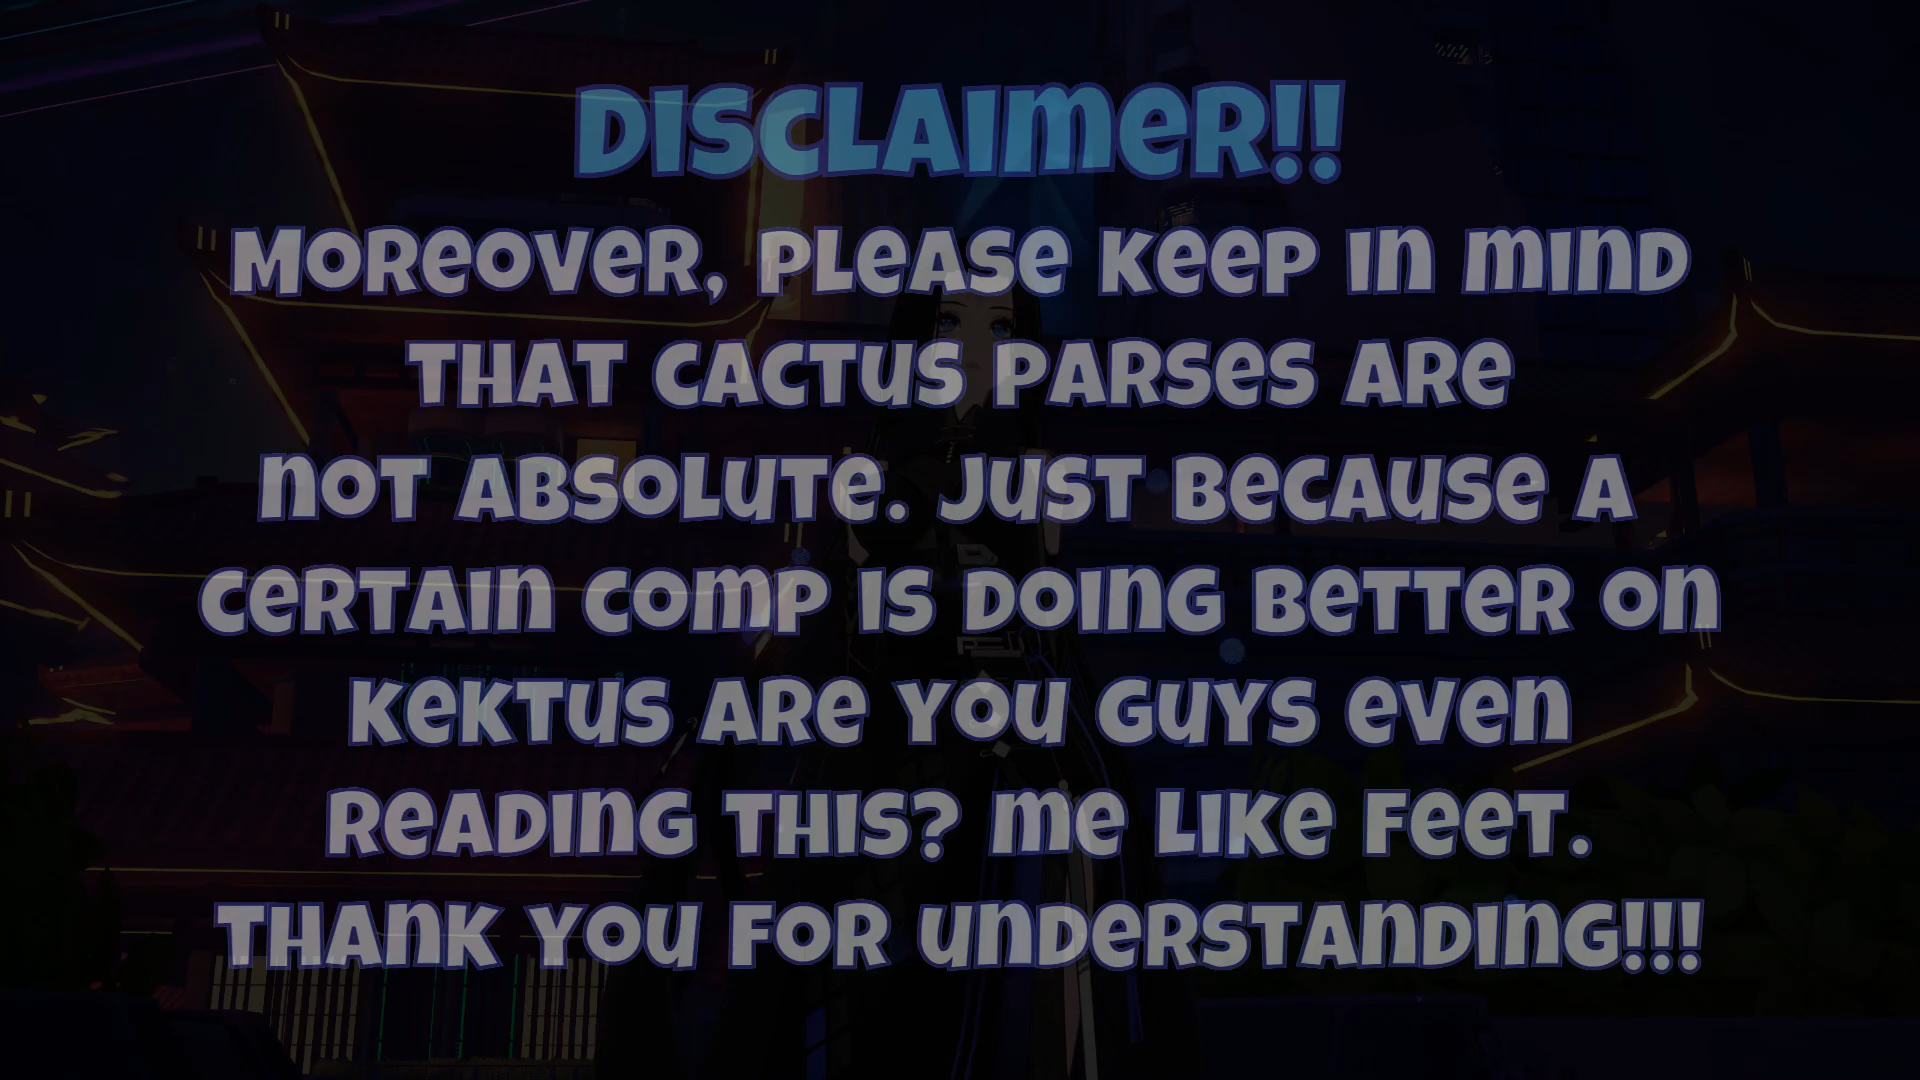 DISCLAIMER!!
MOREOVER, PLEASE KEEP IN MIND
THAT CACTUS PARSES ARE
NOT ABSOLUTE. JUST BECAUSE A
CERTAIN COMP IS DOING BETTER ON
KEKTUS ARE YOU GUYS EVEN
READING THIS? ME LIKE FEET.
THANK YOU FOR UNDERSTANDING!!!